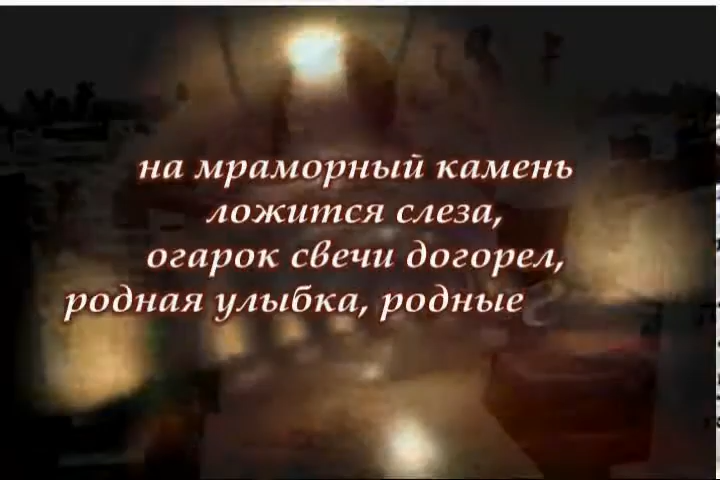 на мраморный камень
ложится слеза,
огарок свечи догорел,
родная улыбка, родные